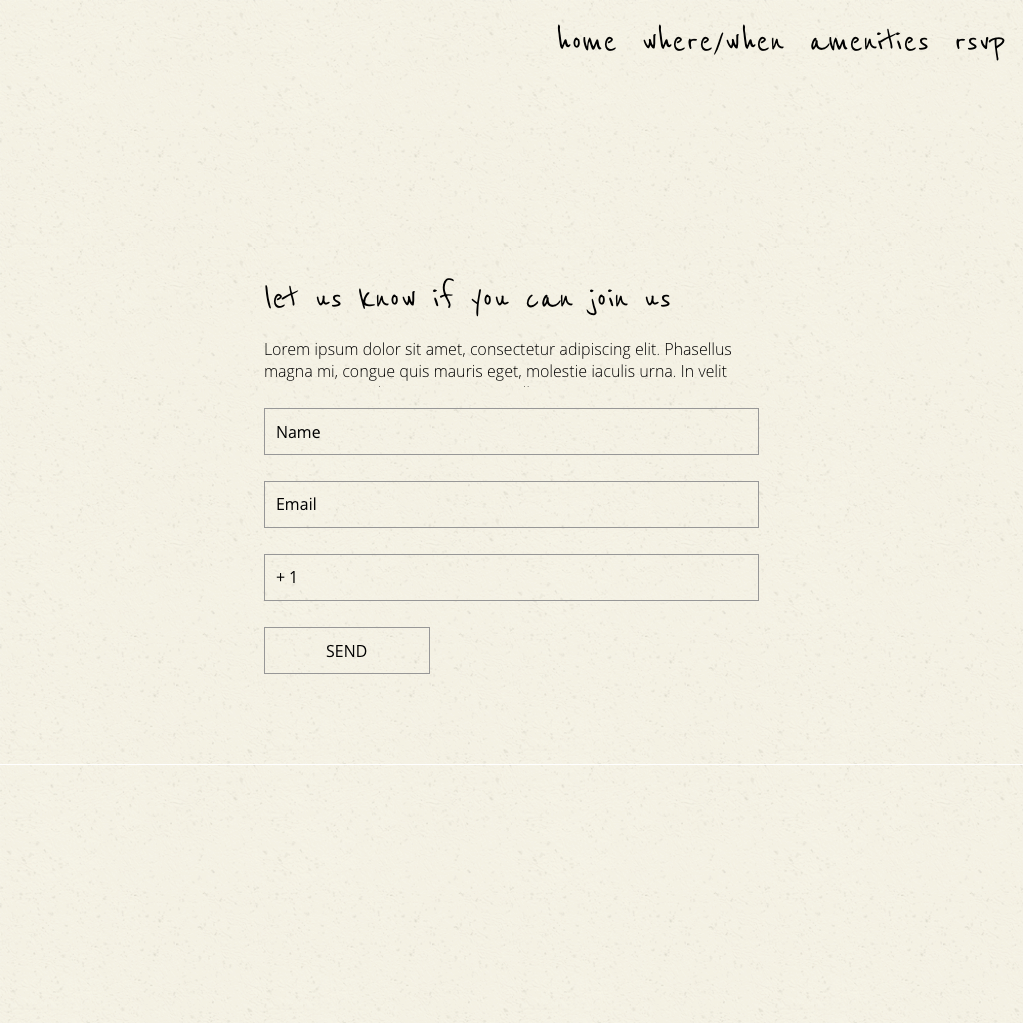 home where/when amenities rsvp
let us know if you can join us
Lorem ipsum dolor sit amet, consectetur adipiscing elit. Phasellus
magna mi, congue quis mauris eget, molestie iaculis urna. In velit
Name
Email
+ 1
SEND